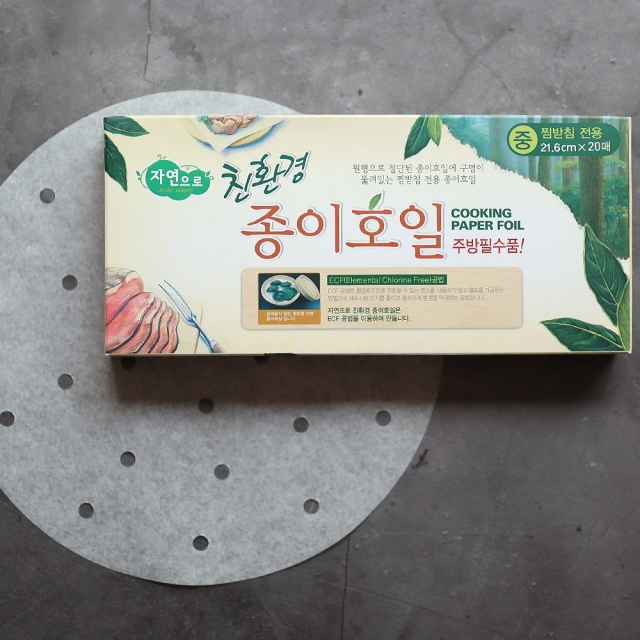 자연으로
친환경
종이호일
COOKING
PAPER FOIL
주방필수품!
원형으로 절단된 종이호일에 구멍이
뚫려있는 찜받침 전용 종이호일
중 찜받침 전용
21.6cm×20매
ECF(Elemental Chlorine Free)공법
자연으로 친환경 종이호일은
ECF 공법을 이용하여 만듭니다.